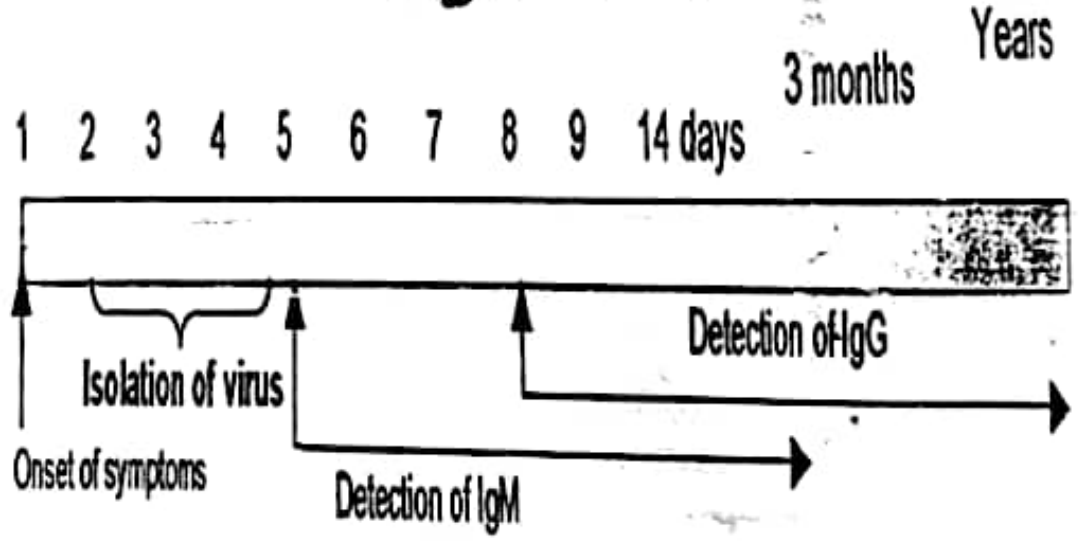 Years
3 months
1 2 3 4 5 6 7 8 9 14 days
Detection of IgG
Isolation of virus
Onset of symptoms
Detection of IgM